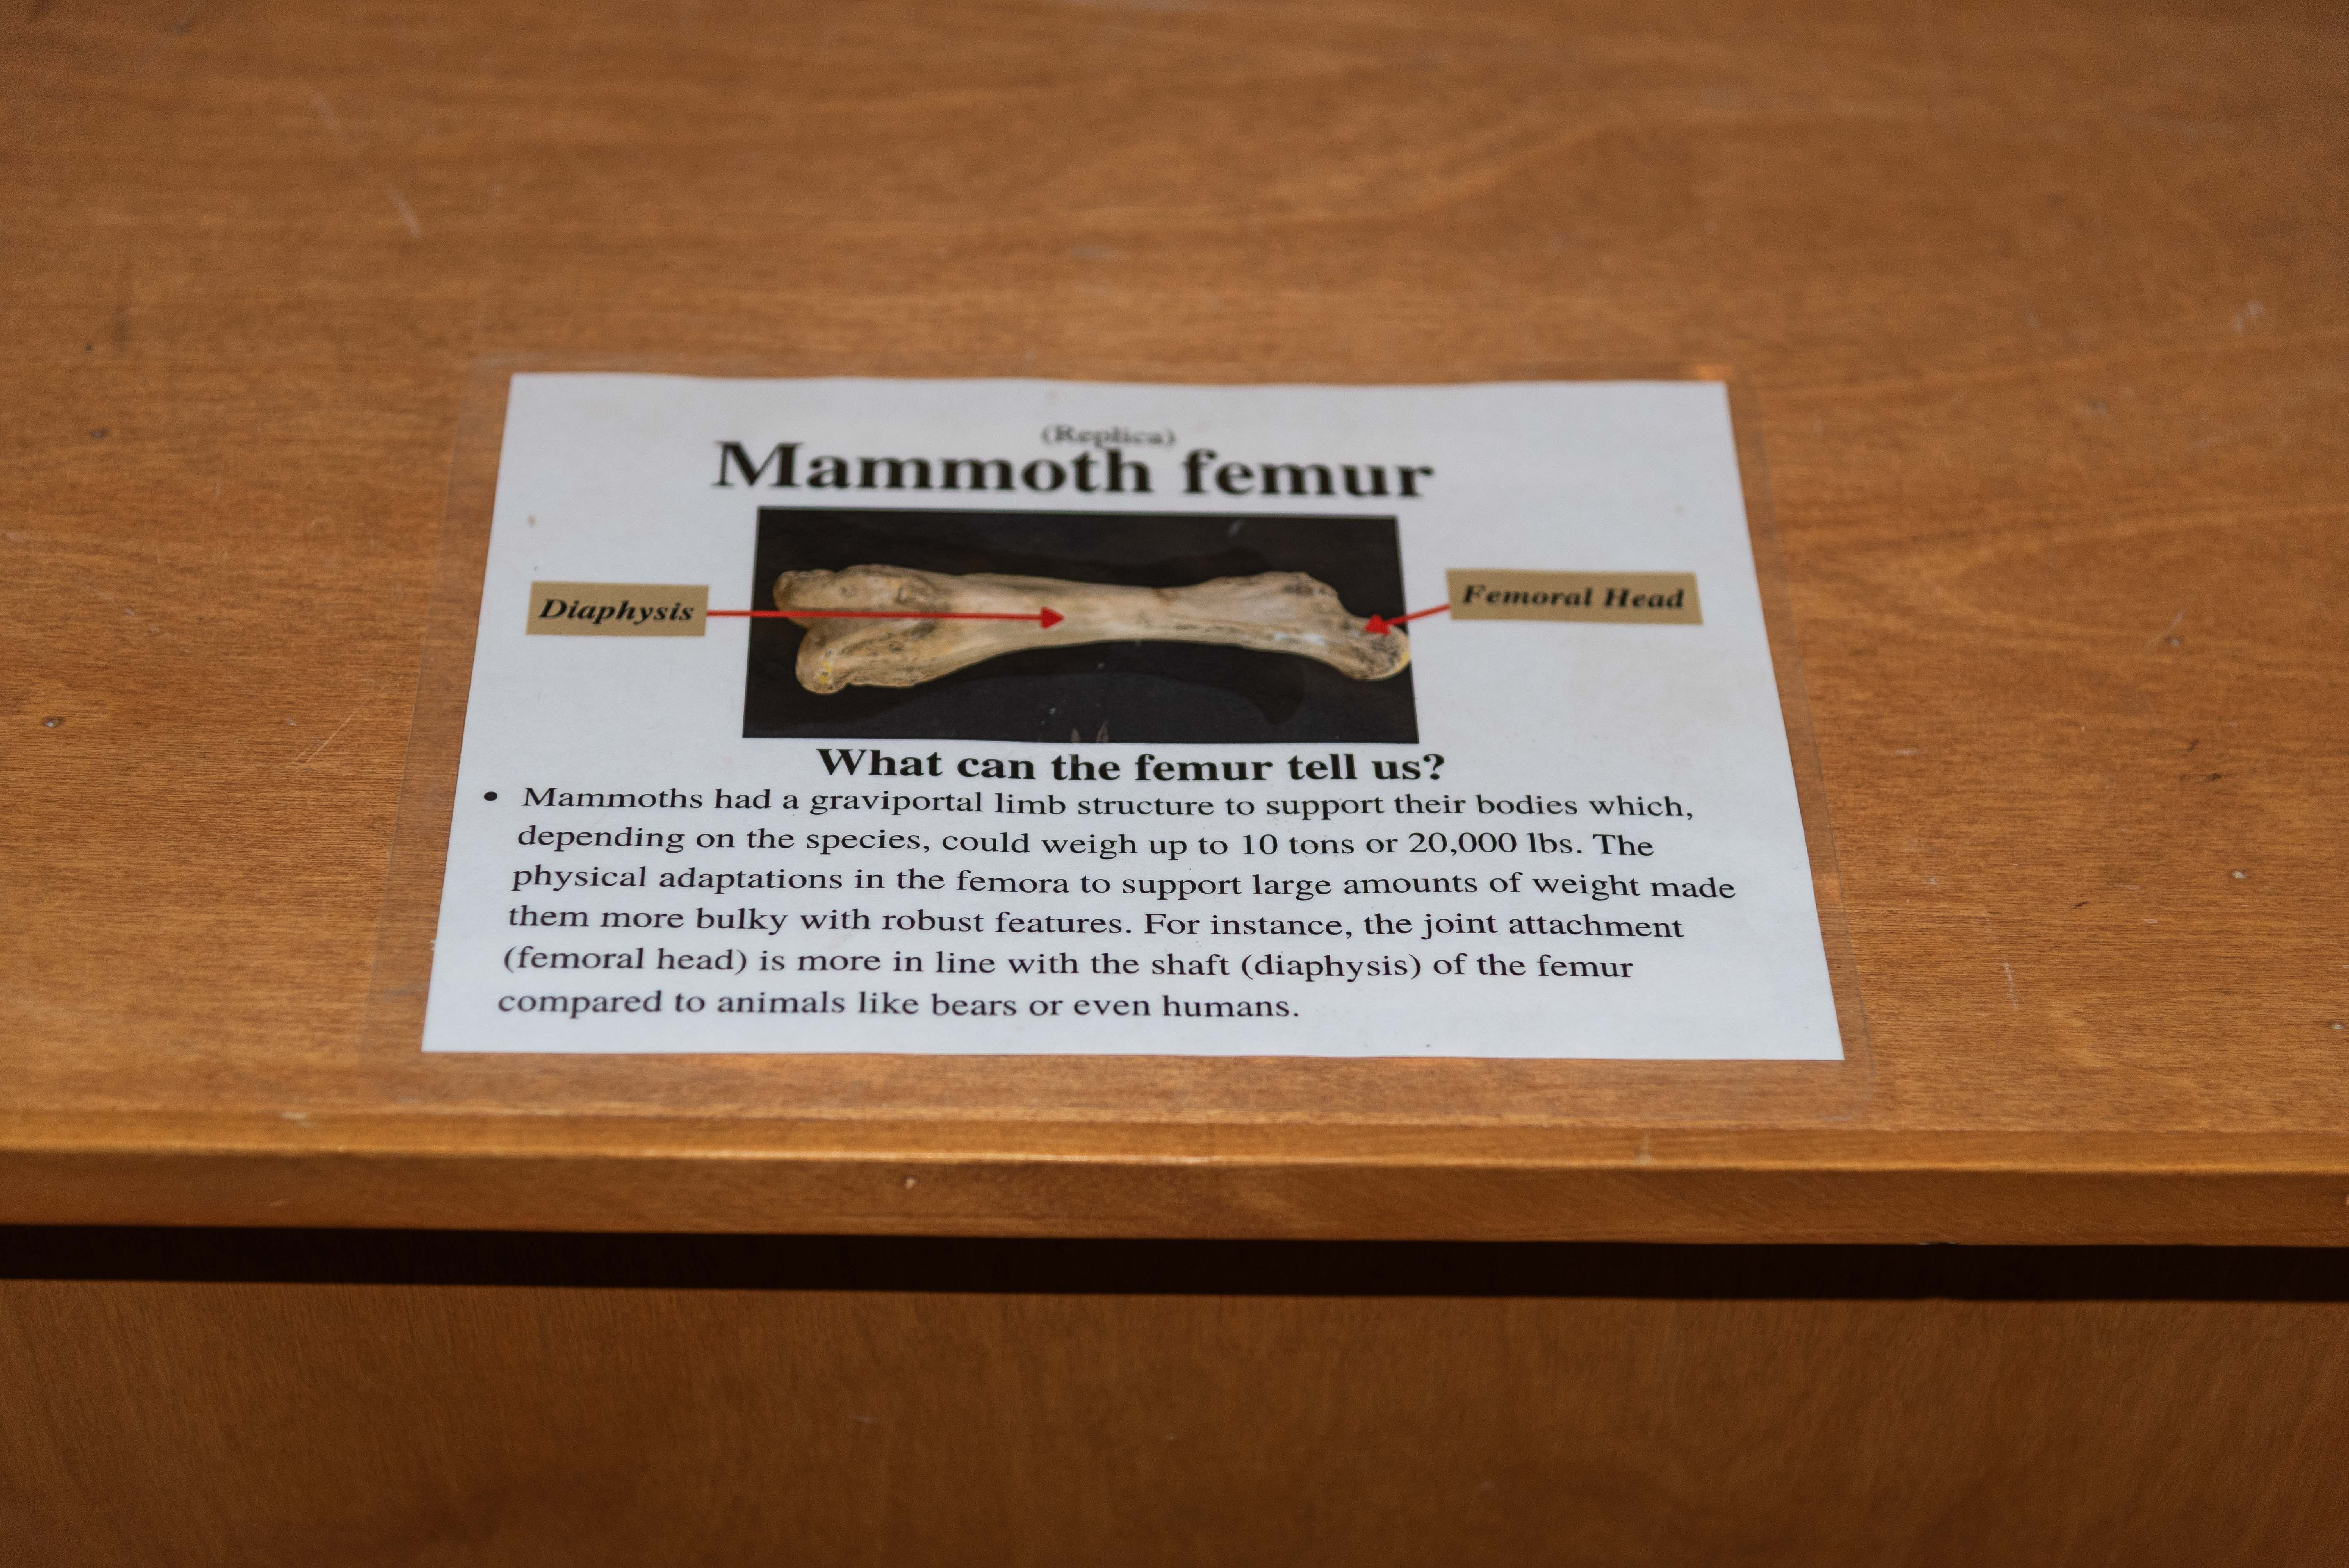 (Replica)
Mammoth femur
Diaphysis
Femoral Head
What can the femur tell us?
• Mammoths had a graviportal limb structure to support their bodies which,
depending on the species, could weigh up to 10 tons or 20,000 lbs. The
physical adaptations in the femora to support large amounts of weight made
them more bulky with robust features. For instance, the joint attachment
(femoral head) is more in line with the shaft (diaphysis) of the femur
compared to animals like bears or even humans.